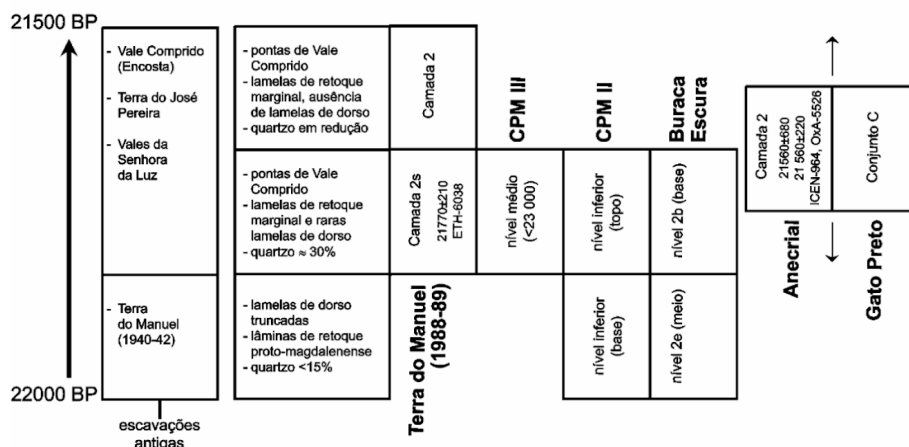 21500 BP
22000 BP
- Vale Comprido
(Encosta)
- Terra do José
Pereira
- Vales da
Senhora
da Luz
- Terra
do Manuel
(1940-42)
escavações
antigas
- pontas de Vale
Comprido
- lamelas de retoque
marginal, ausência
de lamelas de dorso
- quartzo em redução
- pontas de Vale
Comprido
- lamelas de retoque
marginal e raras
lamelas de dorso
- quartzo ≈ 30%
- lamelas de dorso
truncadas
- lâminas de retoque
proto-magdalenense
- quartzo <15%
Camada 2
Camada 2s
21770±210
ETH-6038
Terra do Manuel
(1988-89)
CPM III
nível médio
(<23 000)
CPM II
nível inferior
(topo)
nível inferior
(base)
Buraca
Escura
nível 2b (base)
nível 2e (meio)
Camada 2
21560±680
21 560±220
ICEN-964, OxA-5526
Anecrial
Conjunto C
Gato Preto